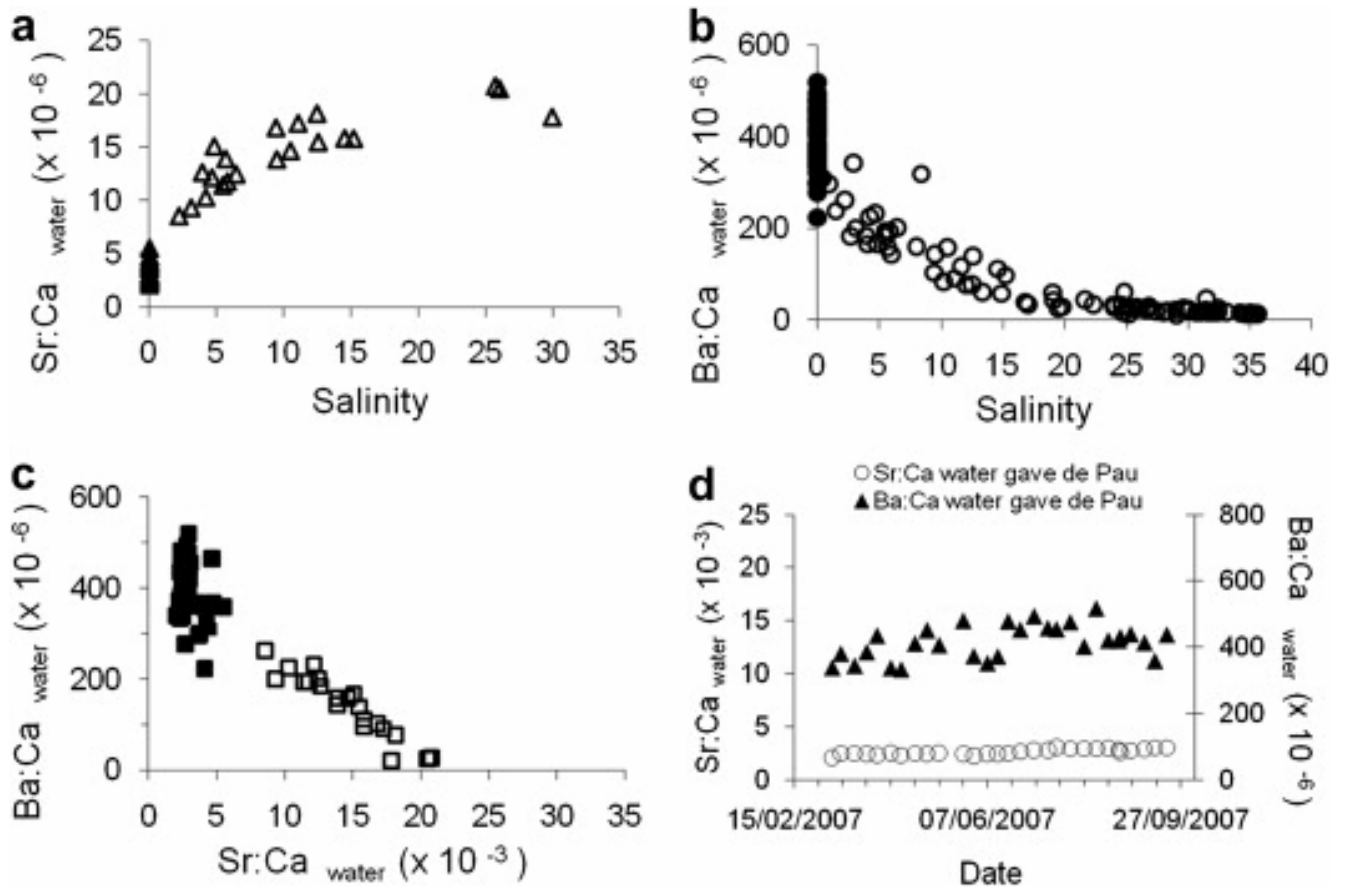 a
25
20
15
10
5
0
0 5 10 15 20 25 30 35
Sr:Ca water (x 10 -6 )
Salinity
b
600
400
200
0
0 5 10 15 20 25 30 35 40
Ba:Ca water (x 10 -6 )
Salinity
c
600
400
200
0
0 5 10 15 20 25 30 35
Ba:Ca water (x 10 -6 )
Sr:Ca water (x 10 -3 )
d
Sr:Ca water gave de Pau
Ba:Ca water gave de Pau
25
20
15
10
5
0
Sr:Ca water (x 10 -3 )
800
600
400
200
0
Ba:Ca water (x 10 -6 )
15/02/2007 07/06/2007 27/09/2007
Date